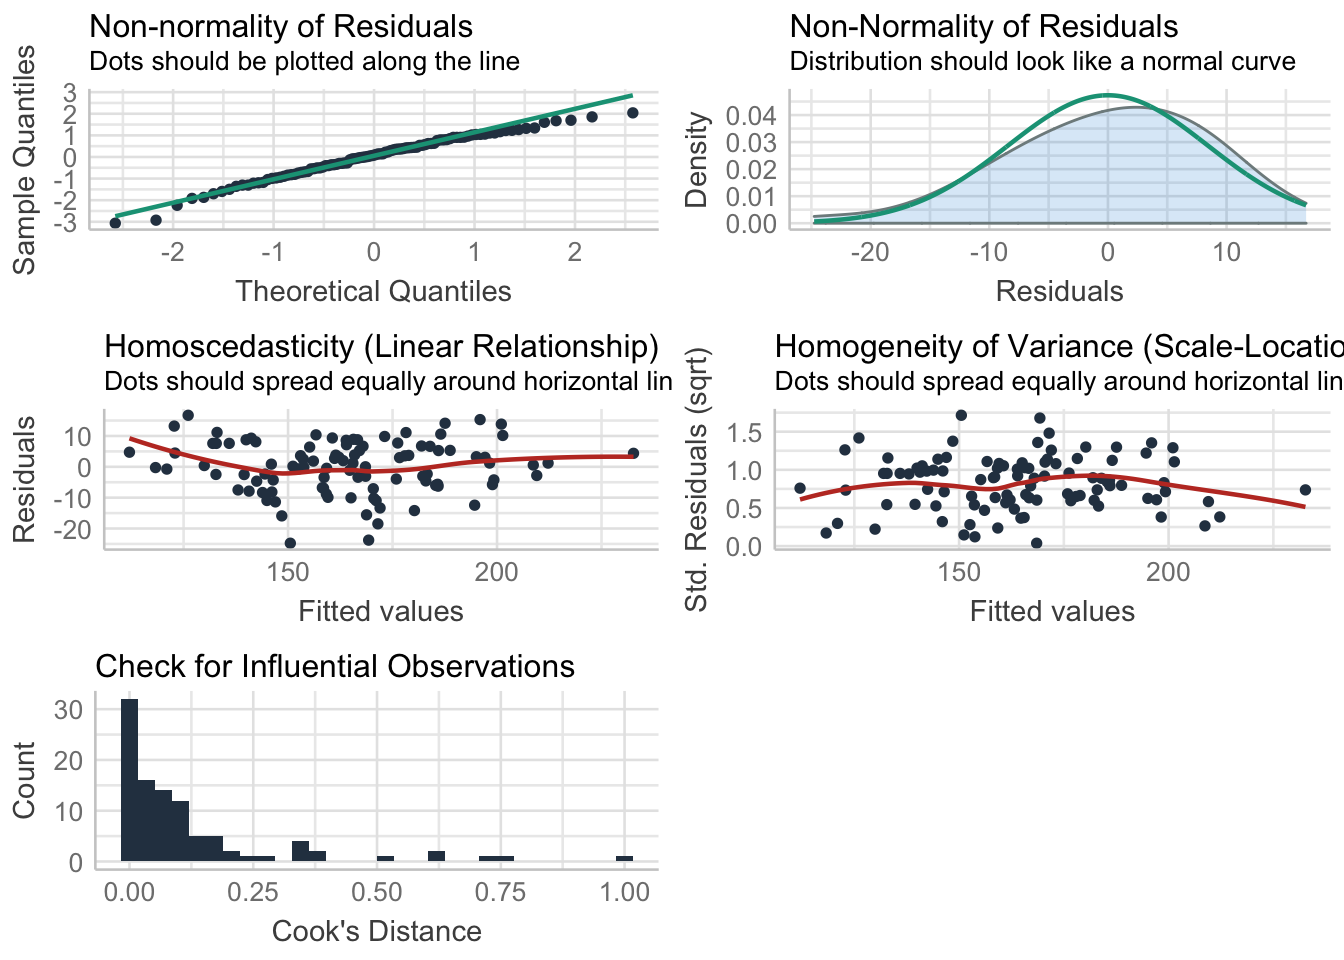 Non-normality of Residuals
Dots should be plotted along the line
Sample Quantiles
3
2
1
0
-1
-2
-3
-2 -1 0 1 2
Theoretical Quantiles
Non-Normality of Residuals
Distribution should look like a normal curve
Density
0.04
0.03
0.02
0.01
0.00
-20 -10 0 10
Residuals
Homoscedasticity (Linear Relationship)
Dots should spread equally around horizontal lin
Residuals
10
0
-10
-20
150 200
Fitted values
Homogeneity of Variance (Scale-Locatio
Dots should spread equally around horizontal lin
Std. Residuals (sqrt)
1.5
1.0
0.5
0.0
150 200
Fitted values
Check for Influential Observations
Count
30
20
10
0
0.00 0.25 0.50 0.75 1.00
Cook's Distance